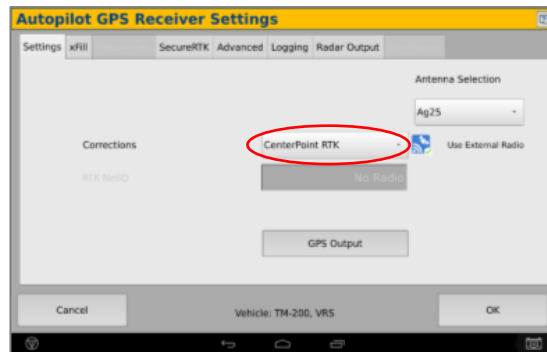 Autopilot GPS Receiver Settings
Settings xFill SecureRTK Advanced Logging Radar Output
Antenna Selection
Ag25
Corrections CenterPoint RTK Use External Radio
RTK NetID No Radio
GPS Output
Cancel Vehicle: TM-200, VRS OK